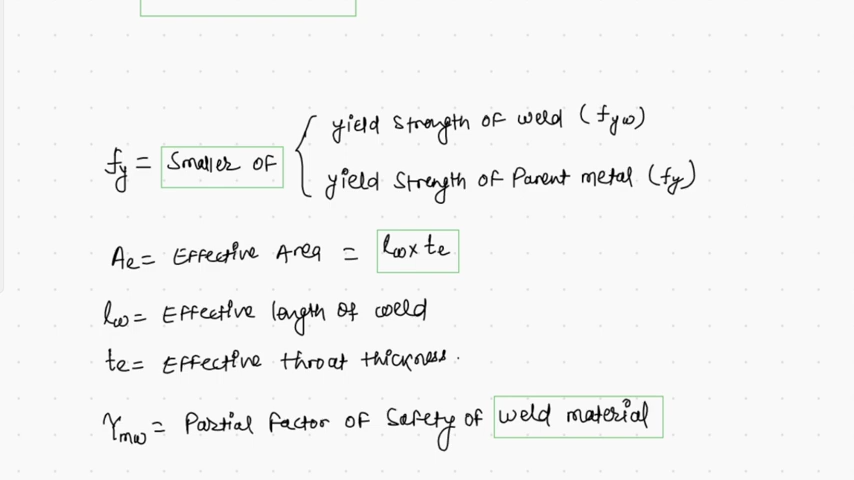 yield strength of weld (fyw)
fy = Smaller of
yield strength of Parent metal (fy)
Ae = Effective Area = lw x te
lw = Effective length of weld
te = Effective throat thickness.
γmw = Partial Factor of Safety of weld material